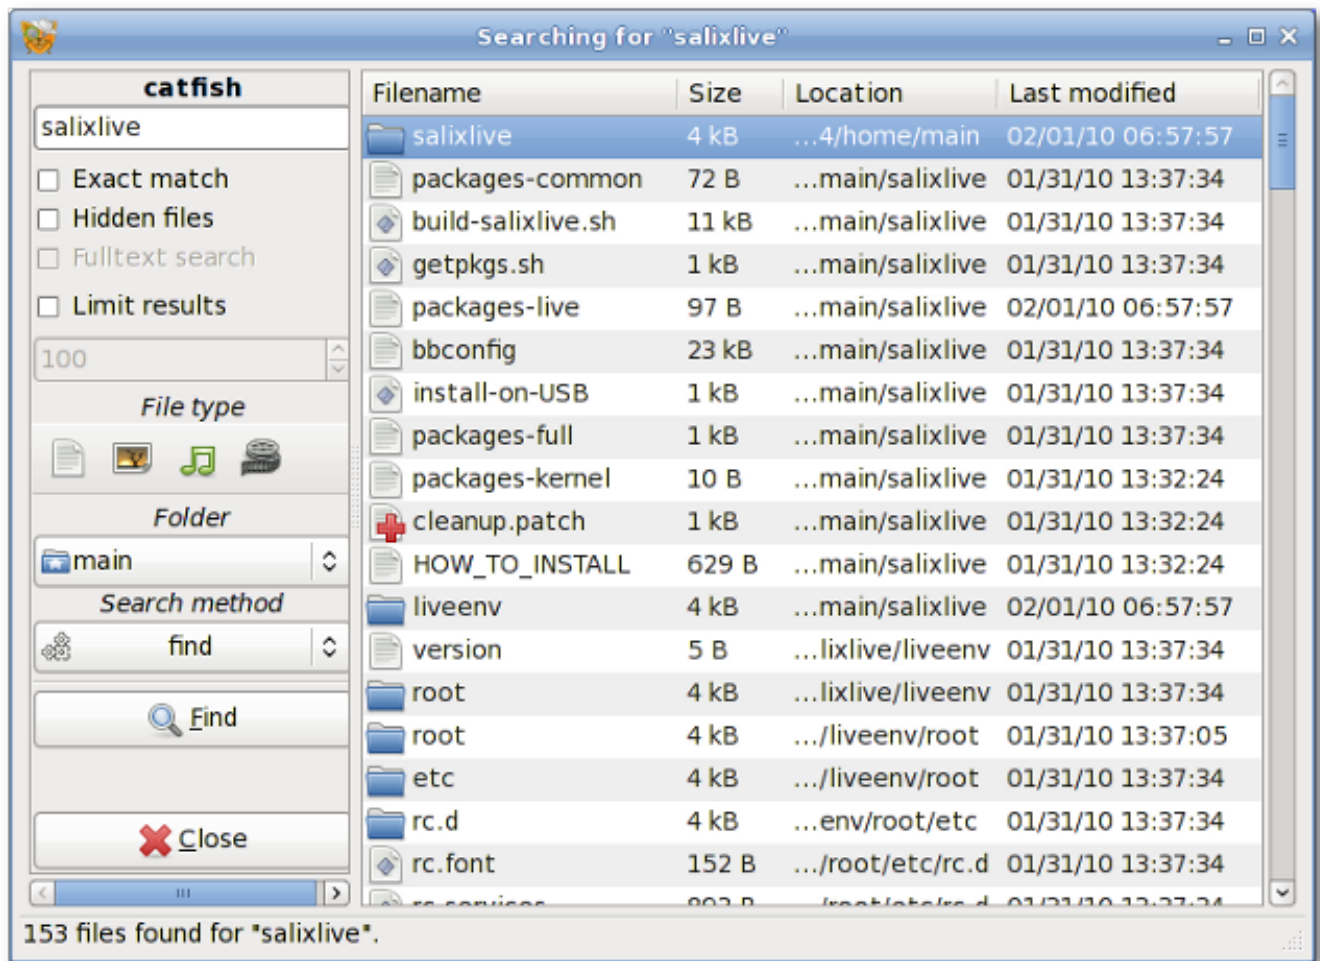 Searching for "salixlive"
catfish
salixlive
Exact match
Hidden files
Fulltext search
Limit results
100
File type
Folder
main
Search method
find
Find
Close
Filename Size Location Last modified
salixlive 4 kB ...4/home/main 02/01/10 06:57:57
packages-common 72 B ...main/salixlive 01/31/10 13:37:34
build-salixlive.sh 11 kB ...main/salixlive 01/31/10 13:37:34
getpkgs.sh 1 kB ...main/salixlive 01/31/10 13:37:34
packages-live 97 B ...main/salixlive 02/01/10 06:57:57
bbconfig 23 kB ...main/salixlive 01/31/10 13:37:34
install-on-USB 1 kB ...main/salixlive 01/31/10 13:37:34
packages-full 1 kB ...main/salixlive 01/31/10 13:37:34
packages-kernel 10 B ...main/salixlive 01/31/10 13:32:24
cleanup.patch 1 kB ...main/salixlive 01/31/10 13:32:24
HOW_TO_INSTALL 629 B ...main/salixlive 01/31/10 13:32:24
liveenv 4 kB ...main/salixlive 02/01/10 06:57:57
version 5 B ...lixlive/liveenv 01/31/10 13:37:34
root 4 kB ...lixlive/liveenv 01/31/10 13:37:34
root 4 kB .../liveenv/root 01/31/10 13:37:05
etc 4 kB .../liveenv/root 01/31/10 13:37:34
rc.d 4 kB ...env/root/etc 01/31/10 13:37:34
rc.font 152 B .../root/etc/rc.d 01/31/10 13:37:34
153 files found for "salixlive".